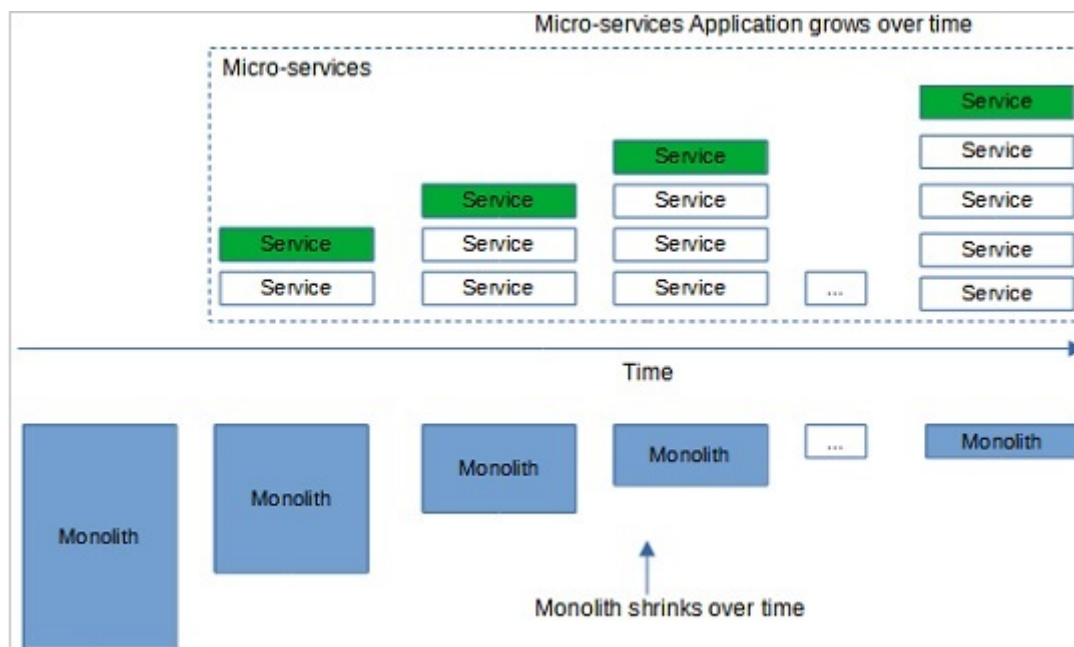 Micro-services Application grows over time
Micro-services
Service
Service
Service
Service
Service
Service
Service
Service
Service
Service
Service
Service
...
Service
Service
Time
Monolith
Monolith
Monolith
Monolith
...
Monolith
Monolith shrinks over time